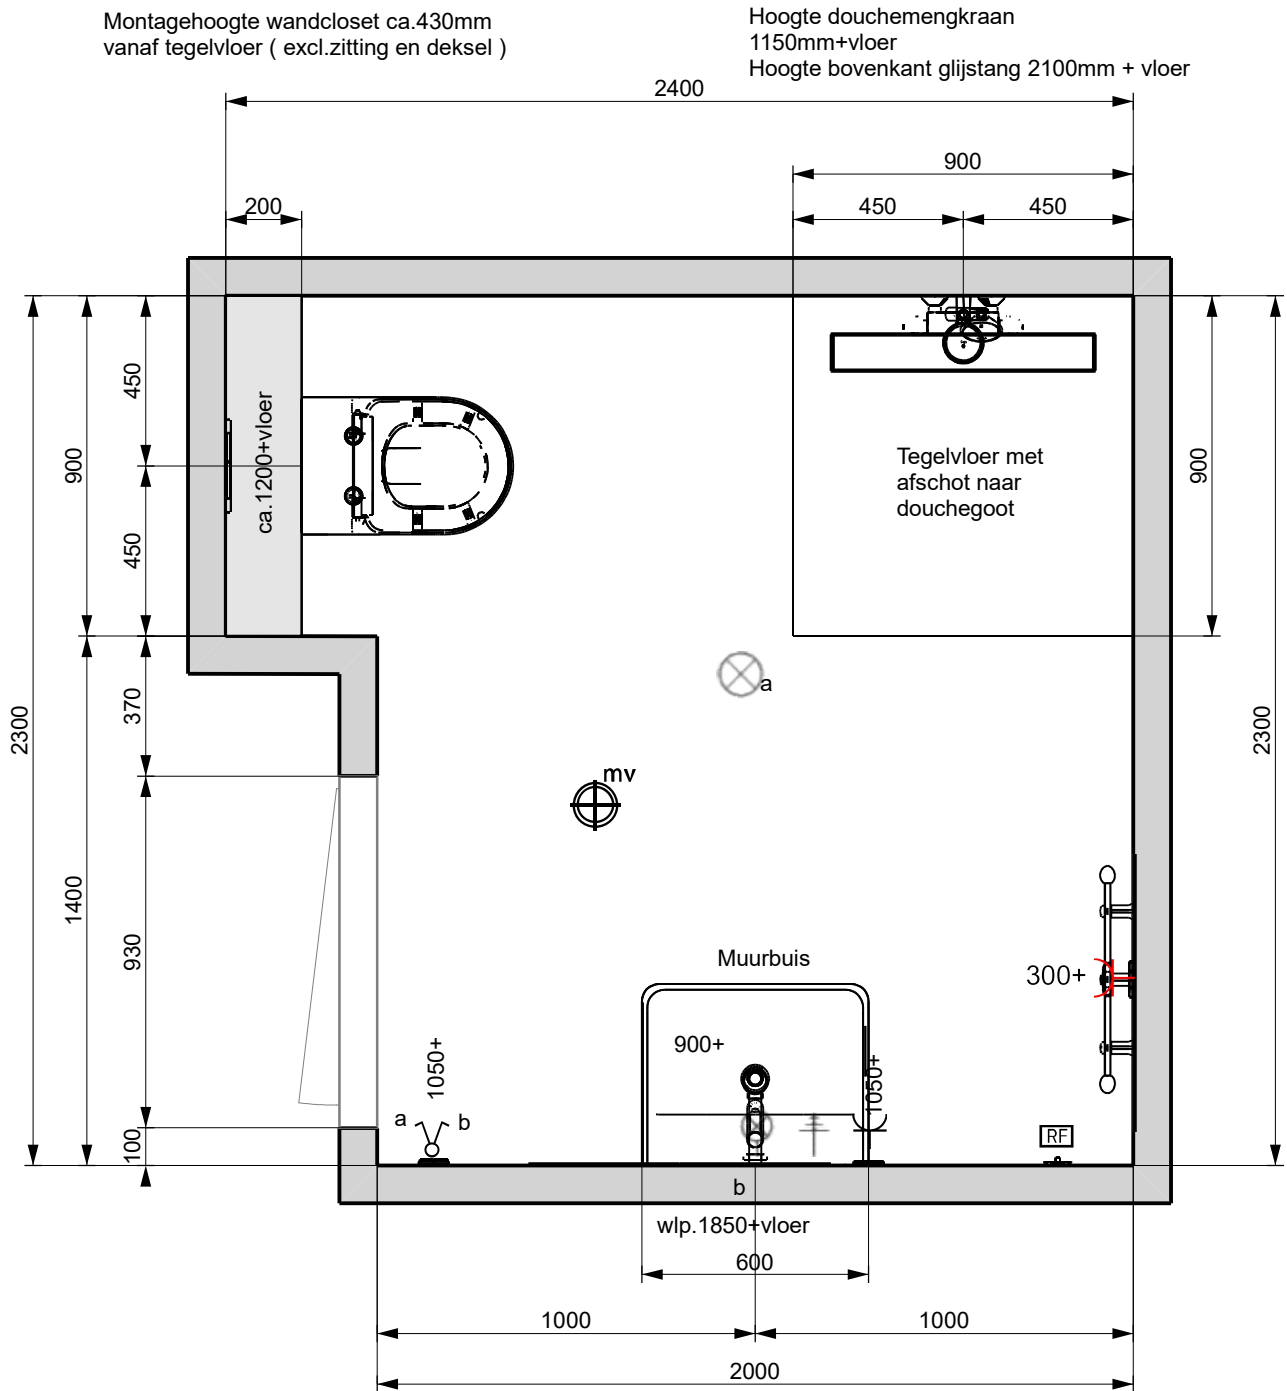 Montagehoogte wandcloset ca.430mm
vanaf tegelvloer ( excl.zitting en deksel )
Hoogte douchemengkraan
1150mm+vloer
Hoogte bovenkant glijstang 2100mm + vloer
2400
900
200
450
450
450
900
450
ca.1200+vloer
Tegelvloer met
afschot naar
douchegoot
900
2300
370
a
2300
mv
1400
930
Muurbuis
300+
900+
1050+
1050+
a
b
100
RF
b
wlp.1850+vloer
600
1000
1000
2000